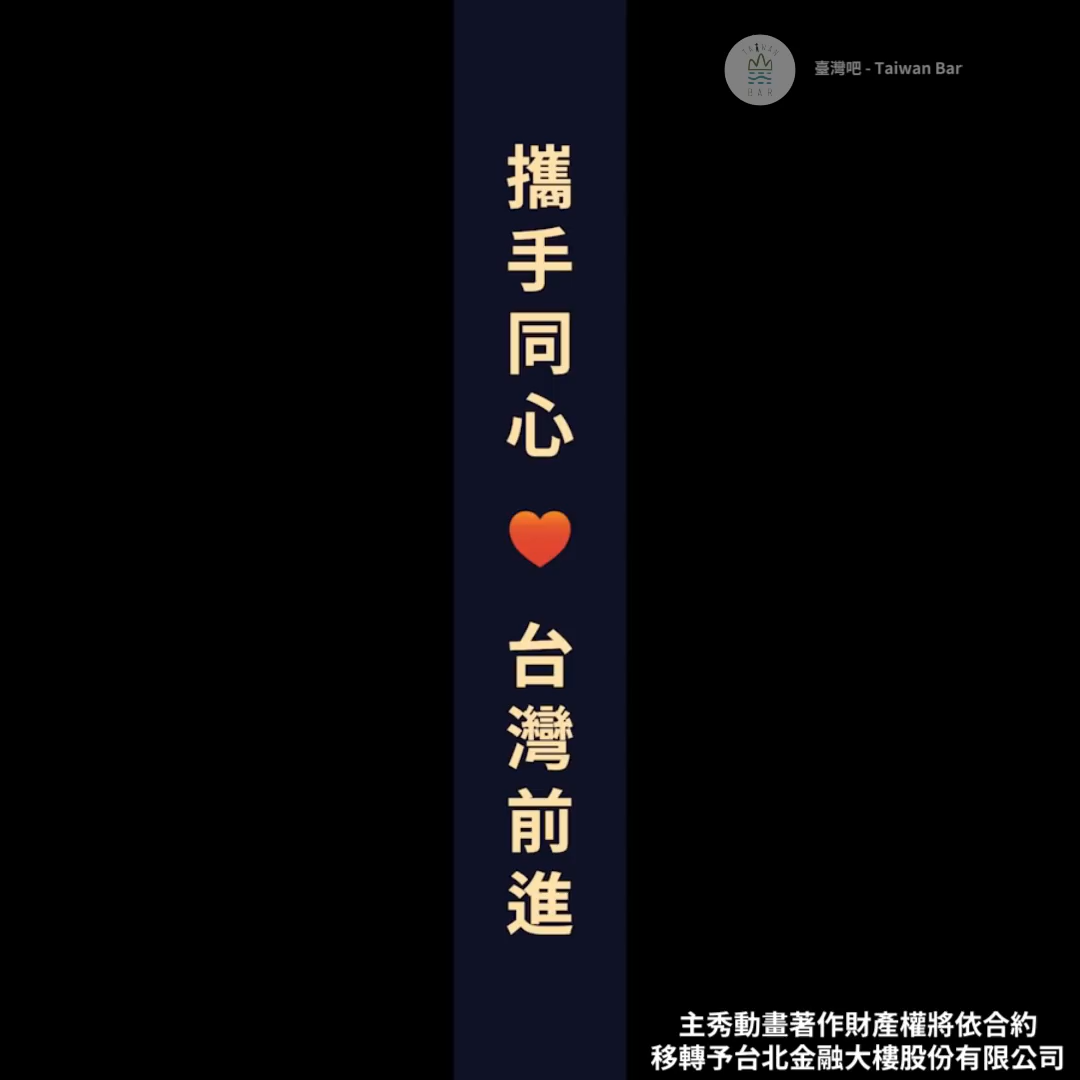 TAIWAN
BAR
臺灣吧 - Taiwan Bar
攜手同心
台灣前進
主秀動畫著作財產權將依合約
移轉予台北金融大樓股份有限公司